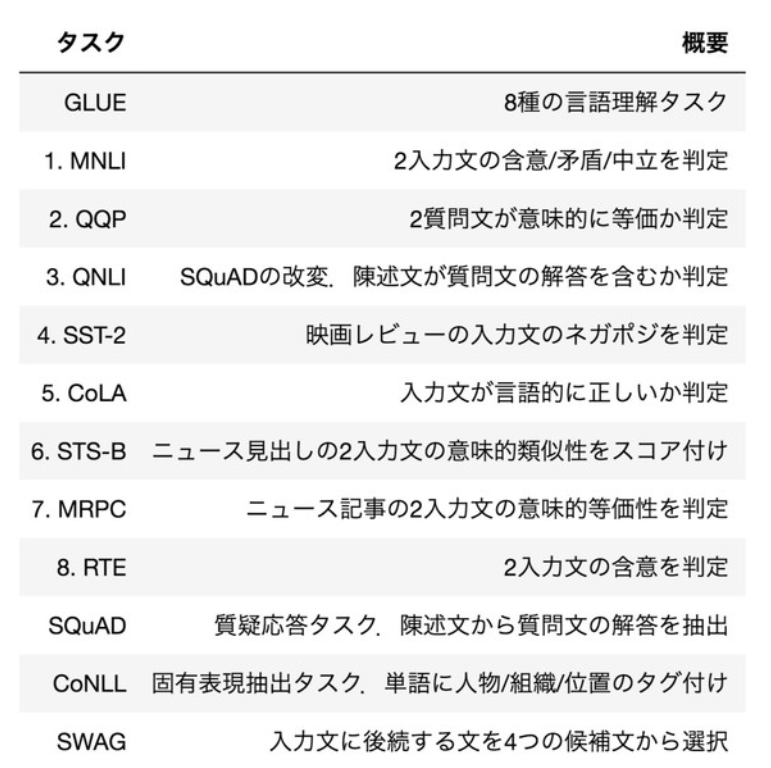 タスク 概要
GLUE 8種の言語理解タスク
1. MNLI 2入力文の含意/矛盾/中立を判定
2. QQP 2質問文が意味的に等価か判定
3. QNLI SQuADの改変．陳述文が質問文の解答を含むか判定
4. SST-2 映画レビューの入力文のネガポジを判定
5. CoLA 入力文が言語的に正しいか判定
6. STS-B ニュース見出しの2入力文の意味的類似性をスコア付け
7. MRPC ニュース記事の2入力文の意味的等価性を判定
8. RTE 2入力文の含意を判定
SQuAD 質疑応答タスク．陳述文から質問文の解答を抽出
CoNLL 固有表現抽出タスク．単語に人物/組織/位置のタグ付け
SWAG 入力文に後続する文を4つの候補文から選択